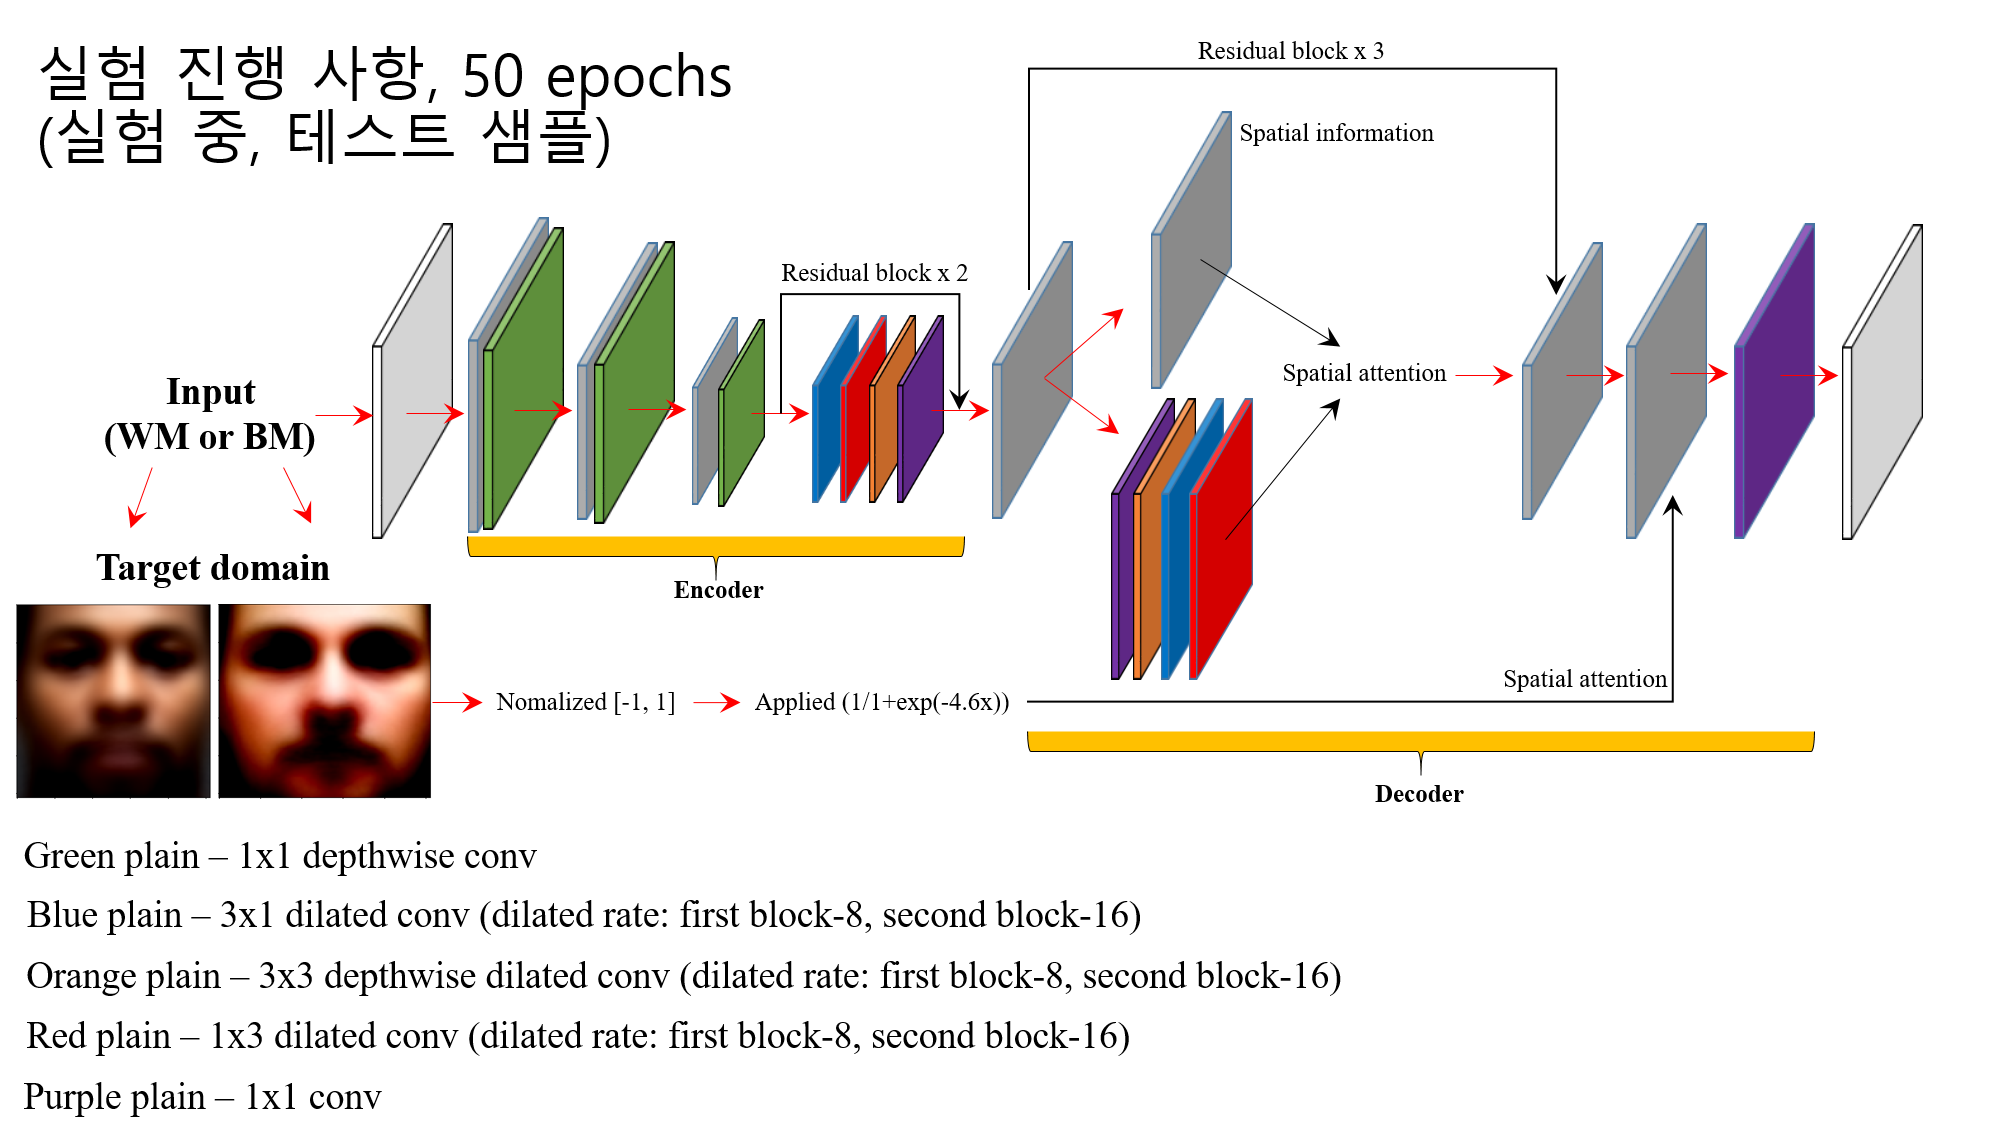 실험 진행 사항, 50 epochs
(실험 중, 테스트 샘플)
Residual block x 3
Spatial information
Residual block x 2
Input
(WM or BM)
Spatial attention
Target domain
Encoder
Nomalized [-1, 1]
Applied (1/1+exp(-4.6x))
Spatial attention
Decoder
Green plain – 1x1 depthwise conv
Blue plain – 3x1 dilated conv (dilated rate: first block-8, second block-16)
Orange plain – 3x3 depthwise dilated conv (dilated rate: first block-8, second block-16)
Red plain – 1x3 dilated conv (dilated rate: first block-8, second block-16)
Purple plain – 1x1 conv